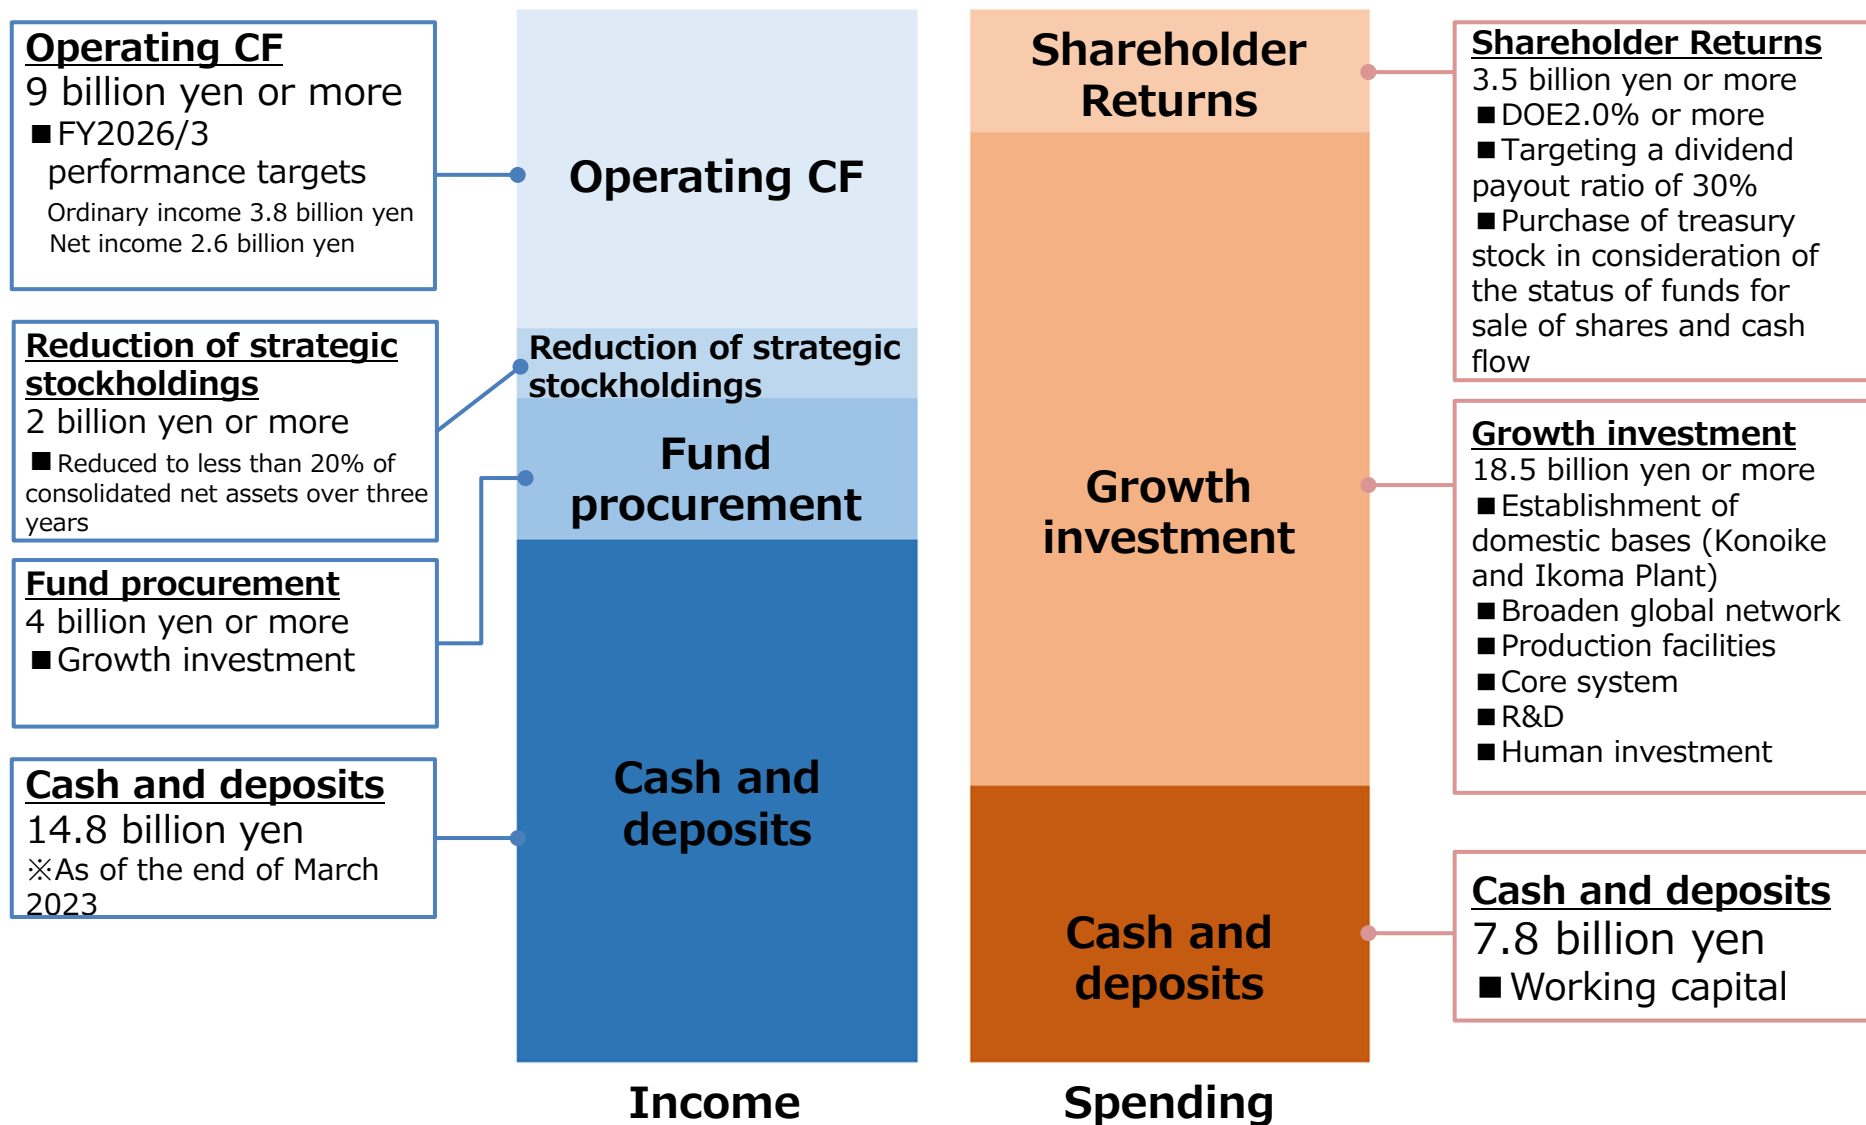 Operating CF
9 billion yen or more
■FY2026/3
performance targets
Ordinary income 3.8 billion yen
Net income 2.6 billion yen
Reduction of strategic
stockholdings
2 billion yen or more
■ Reduced to less than 20% of
consolidated net assets over three
years
Fund procurement
4 billion yen or more
■Growth investment
Cash and deposits
14.8 billion yen
※As of the end of March
2023
Operating CF
Reduction of strategic
stockholdings
Fund
procurement
Cash and
deposits
Income
Shareholder
Returns
Growth
investment
Cash and
deposits
Spending
Shareholder Returns
3.5 billion yen or more
■DOE2.0% or more
■Targeting a dividend
payout ratio of 30%
■Purchase of treasury
stock in consideration of
the status of funds for
sale of shares and cash
flow
Growth investment
18.5 billion yen or more
■Establishment of
domestic bases (Konoike
and Ikoma Plant)
■Broaden global network
■Production facilities
■Core system
■R&D
■Human investment
Cash and deposits
7.8 billion yen
■Working capital